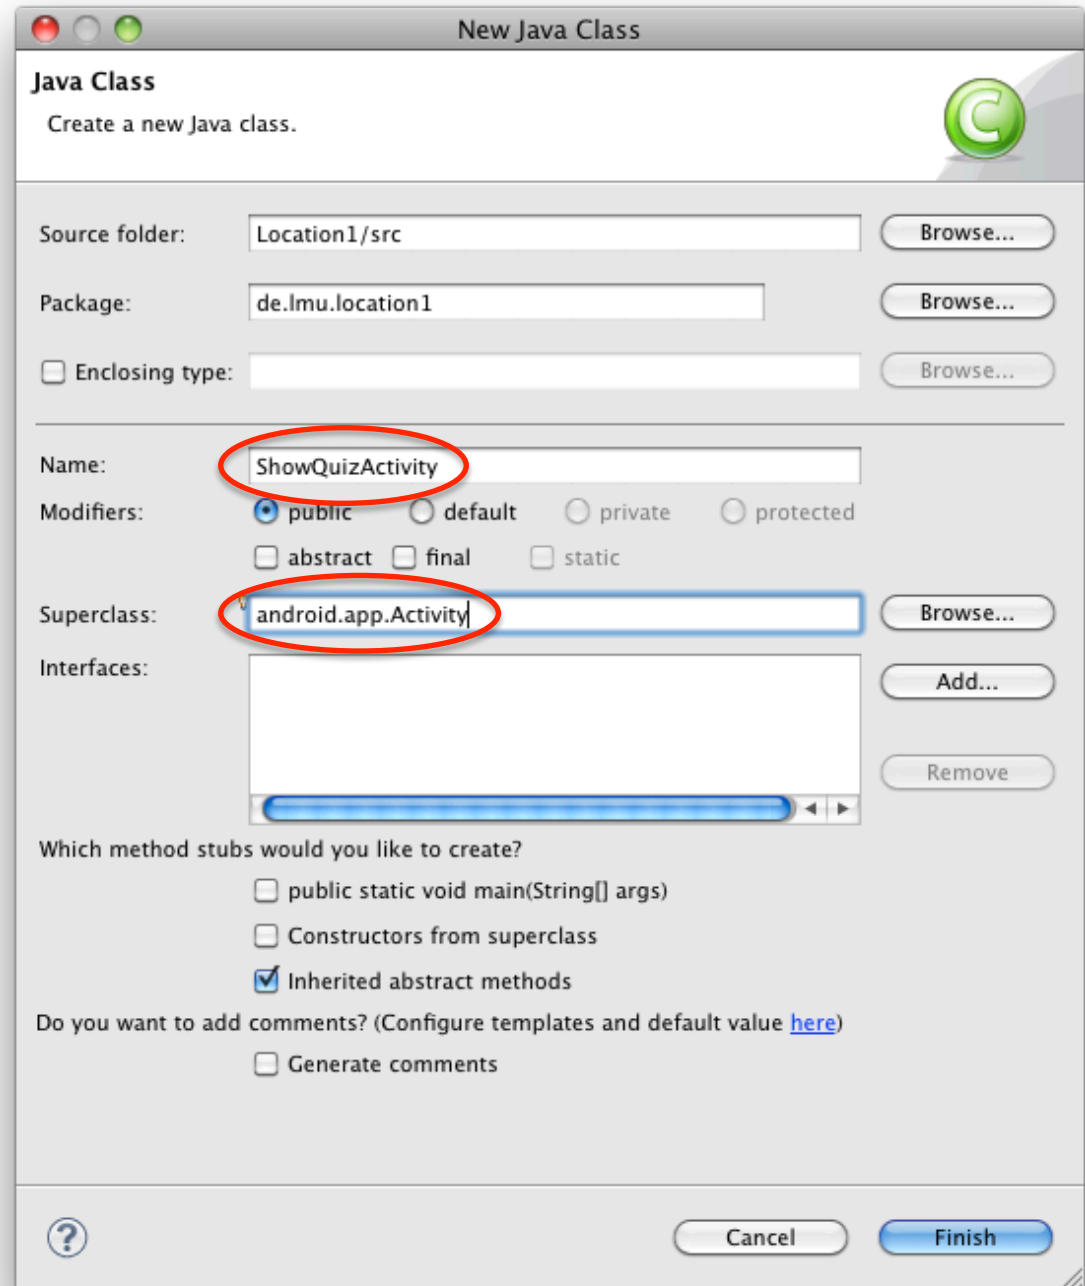 New Java Class
Java Class
Create a new Java class.
C
Source folder: Location1/src Browse...
Package: de.lmu.location1 Browse...
Enclosing type: Browse...
Name: ShowQuizActivity
Modifiers: public default private protected
abstract final static
Superclass: android.app.Activity Browse...
Interfaces: Add...
Remove
Which method stubs would you like to create?
public static void main(String[] args)
Constructors from superclass
Inherited abstract methods
Do you want to add comments? (Configure templates and default value here)
Generate comments
? Cancel Finish